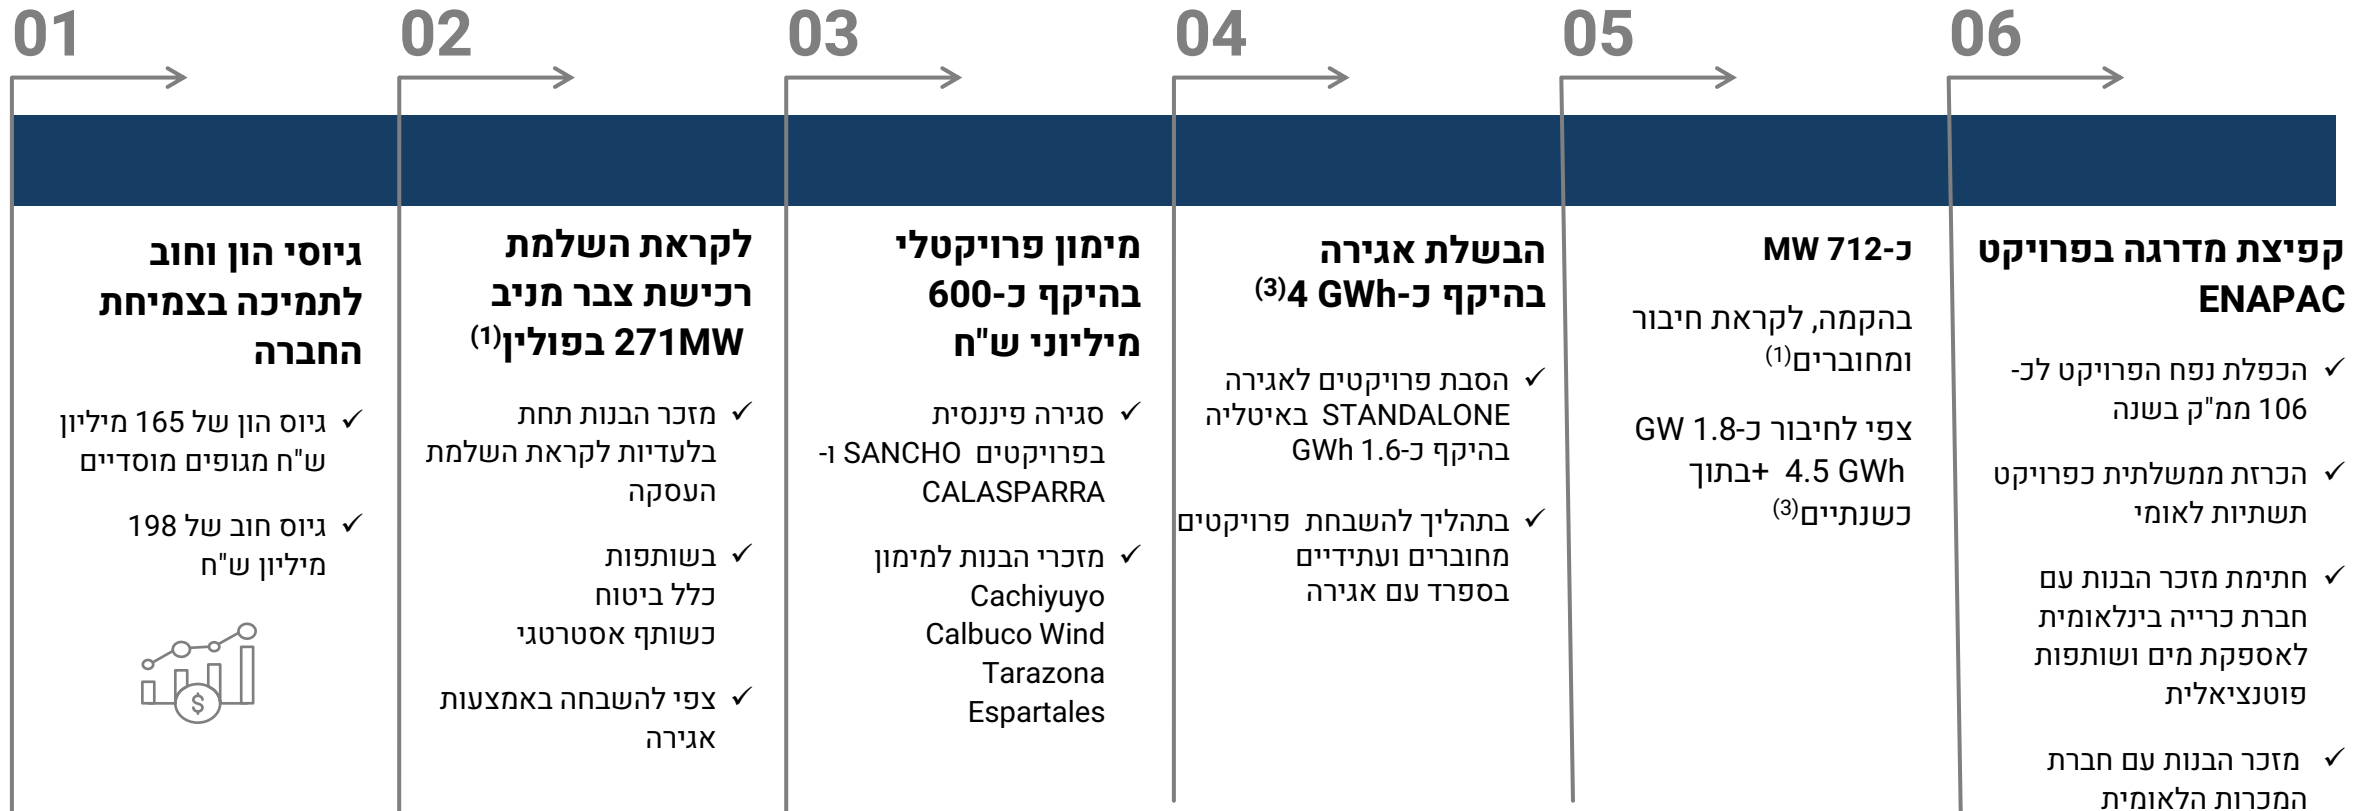 01
גיוסי הון וחוב
לתמיכה בצמיחת
החברה
✓ גיוס הון של 165 מיליון
ש"ח מגופים מוסדיים
✓ גיוס חוב של 198
מיליון ש"ח
$
02
לקראת השלמת
רכישת צבר מניב
271MW בפולין(1)
✓ מזכר הבנות תחת
בלעדיות לקראת השלמת
העסקה
✓ בשותפות
כלל ביטוח
כשותף אסטרטגי
✓ צפי להשבחה באמצעות
אגירה
03
מימון פרויקטלי
בהיקף כ-600
מיליוני ש"ח
✓ סגירה פיננסית
בפרויקטים SANCHO ו-
CALASPARRA
✓ מזכרי הבנות למימון
Cachiyuyo
Calbuco Wind
Tarazona
Espartales
04
הבשלת אגירה
בהיקף כ-4 GWh(3)
✓ הסבת פרויקטים לאגירה
STANDALONE באיטליה
בהיקף כ-1.6 GWh
✓ בתהליך להשבחת פרויקטים
מחוברים ועתידיים
בספרד עם אגירה
05
כ-712 MW
בהקמה, לקראת חיבור
ומחוברים(1)
צפי לחיבור כ-1.8 GW
4.5 GWh +בתוך
כשנתיים(3)
06
קפיצת מדרגה בפרויקט
ENAPAC
✓ הכפלת נפח הפרויקט לכ-
106 ממ"ק בשנה
✓ הכרזת ממשלתית כפרויקט
תשתיות לאומי
✓ חתימת מזכר הבנות עם
חברת כרייה בינלאומית
לאספקת מים ושותפות
פוטנציאלית
✓ מזכר הבנות עם חברת
המכרות הלאומית